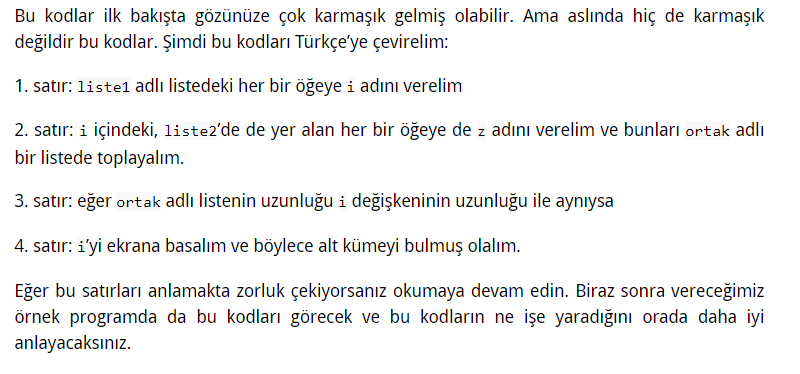 Bu kodlar ilk bakışta gözünüze çok karmaşık gelmiş olabilir. Ama aslında hiç de karmaşık
değildir bu kodlar. Şimdi bu kodları Türkçe’ye çevirelim:
1. satır: liste1 adlı listedeki her bir öğeye i adını verelim
2. satır: i içindeki, liste2’de de yer alan her bir öğeye de z adını verelim ve bunları ortak adlı
bir listede toplayalım.
3. satır: eğer ortak adlı listenin uzunluğu i değişkeninin uzunluğu ile aynıysa
4. satır: i’yi ekrana basalım ve böylece alt kümeyi bulmuş olalım.
Eğer bu satırları anlamakta zorluk çekiyorsanız okumaya devam edin. Biraz sonra vereceğimiz
örnek programda da bu kodları görecek ve bu kodların ne işe yaradığını orada daha iyi
anlayacaksınız.